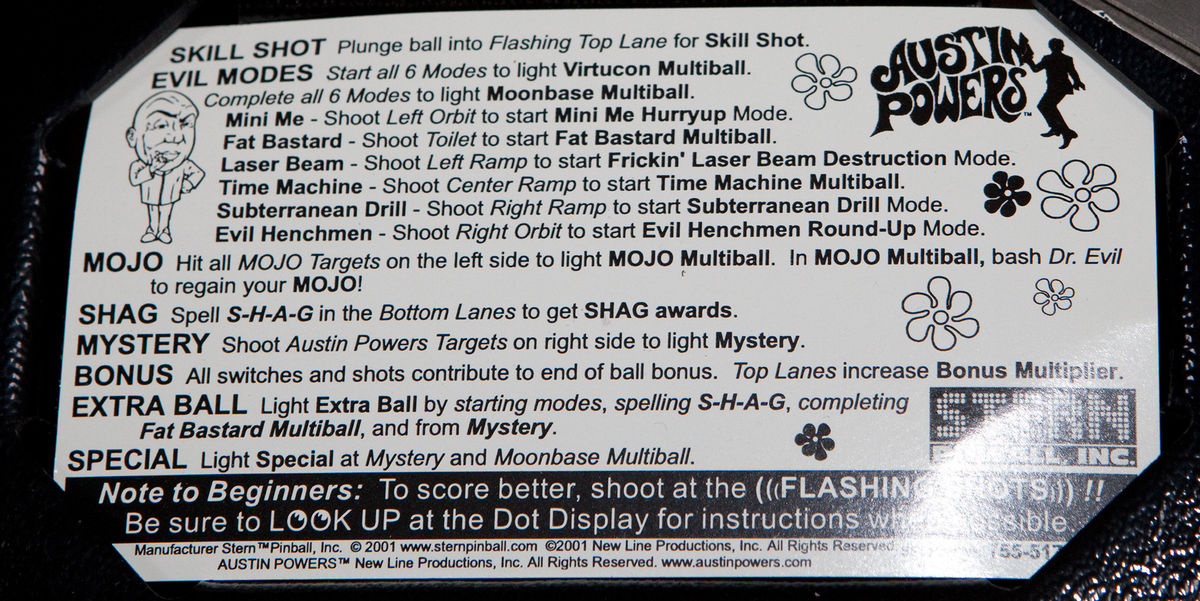 SKILL SHOT Plunge ball into Flashing Top Lane for Skill Shot.
AUSTIN POWERS™
EVIL MODES Start all 6 Modes to light Virtucon Multiball.
Complete all 6 Modes to light Moonbase Multiball.
Mini Me - Shoot Left Orbit to start Mini Me Hurryup Mode.
Fat Bastard - Shoot Toilet to start Fat Bastard Multiball.
Laser Beam - Shoot Left Ramp to start Frickin' Laser Beam Destruction Mode.
Time Machine - Shoot Center Ramp to start Time Machine Multiball.
Subterranean Drill - Shoot Right Ramp to start Subterranean Drill Mode.
Evil Henchmen - Shoot Right Orbit to start Evil Henchmen Round-Up Mode.
MOJO Hit all MOJO Targets on the left side to light MOJO Multiball. In MOJO Multiball, bash Dr. Evil
to regain your MOJO!
SHAG Spell S-H-A-G in the Bottom Lanes to get SHAG awards.
MYSTERY Shoot Austin Powers Targets on right side to light Mystery.
BONUS All switches and shots contribute to end of ball bonus. Top Lanes increase Bonus Multiplier.
EXTRA BALL Light Extra Ball by starting modes, spelling S-H-A-G, completing
Fat Bastard Multiball, and from Mystery.
STERN
PINBALL, INC.
SPECIAL Light Special at Mystery and Moonbase Multiball.
Note to Beginners: To score better, shoot at the (((FLASHING SHOTS))) !!
Be sure to LOOK UP at the Dot Display for instructions when possible.
Manufacturer Stern™Pinball, Inc. © 2001 www.sternpinball.com ©2001 New Line Productions, Inc. All Rights Reserved
AUSTIN POWERS™ New Line Productions, Inc. All Rights Reserved. www.austinpowers.com